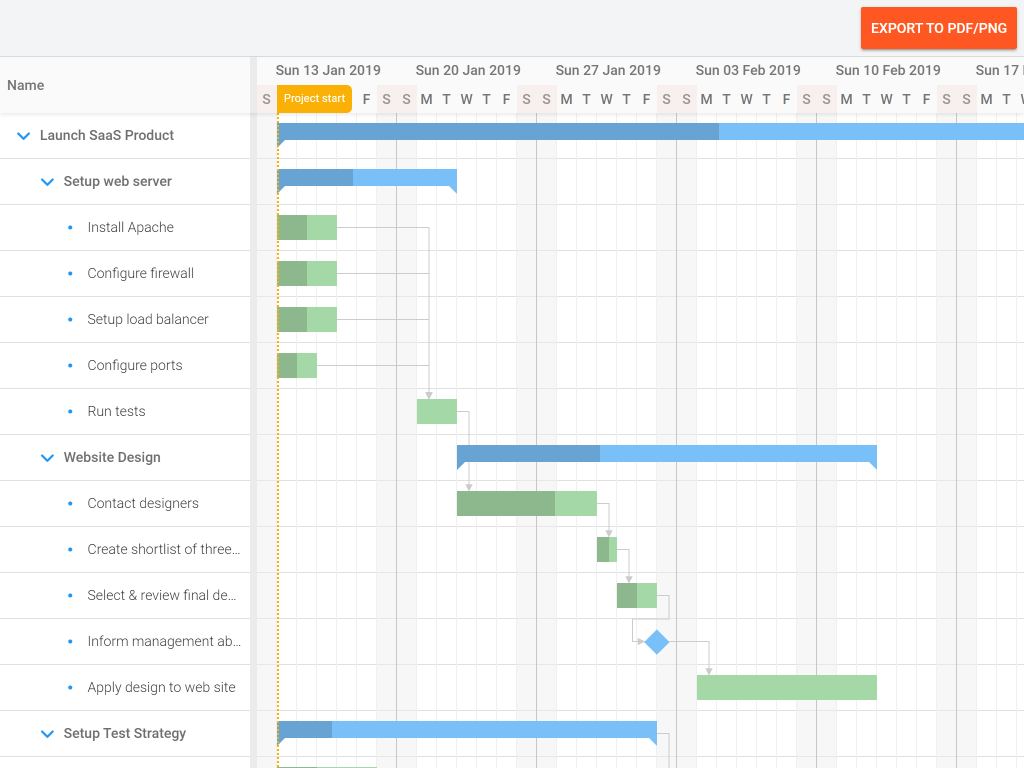 EXPORT TO PDF/PNG
Name
Sun 13 Jan 2019 Sun 20 Jan 2019 Sun 27 Jan 2019 Sun 03 Feb 2019 Sun 10 Feb 2019 Sun 17
S Project start F S S M T W T F S S M T W T F S S M T W T F S S M T W T F S S M T W
Launch SaaS Product
Setup web server
Install Apache
Configure firewall
Setup load balancer
Configure ports
Run tests
Website Design
Contact designers
Create shortlist of three...
Select & review final de...
Inform management ab...
Apply design to web site
Setup Test Strategy